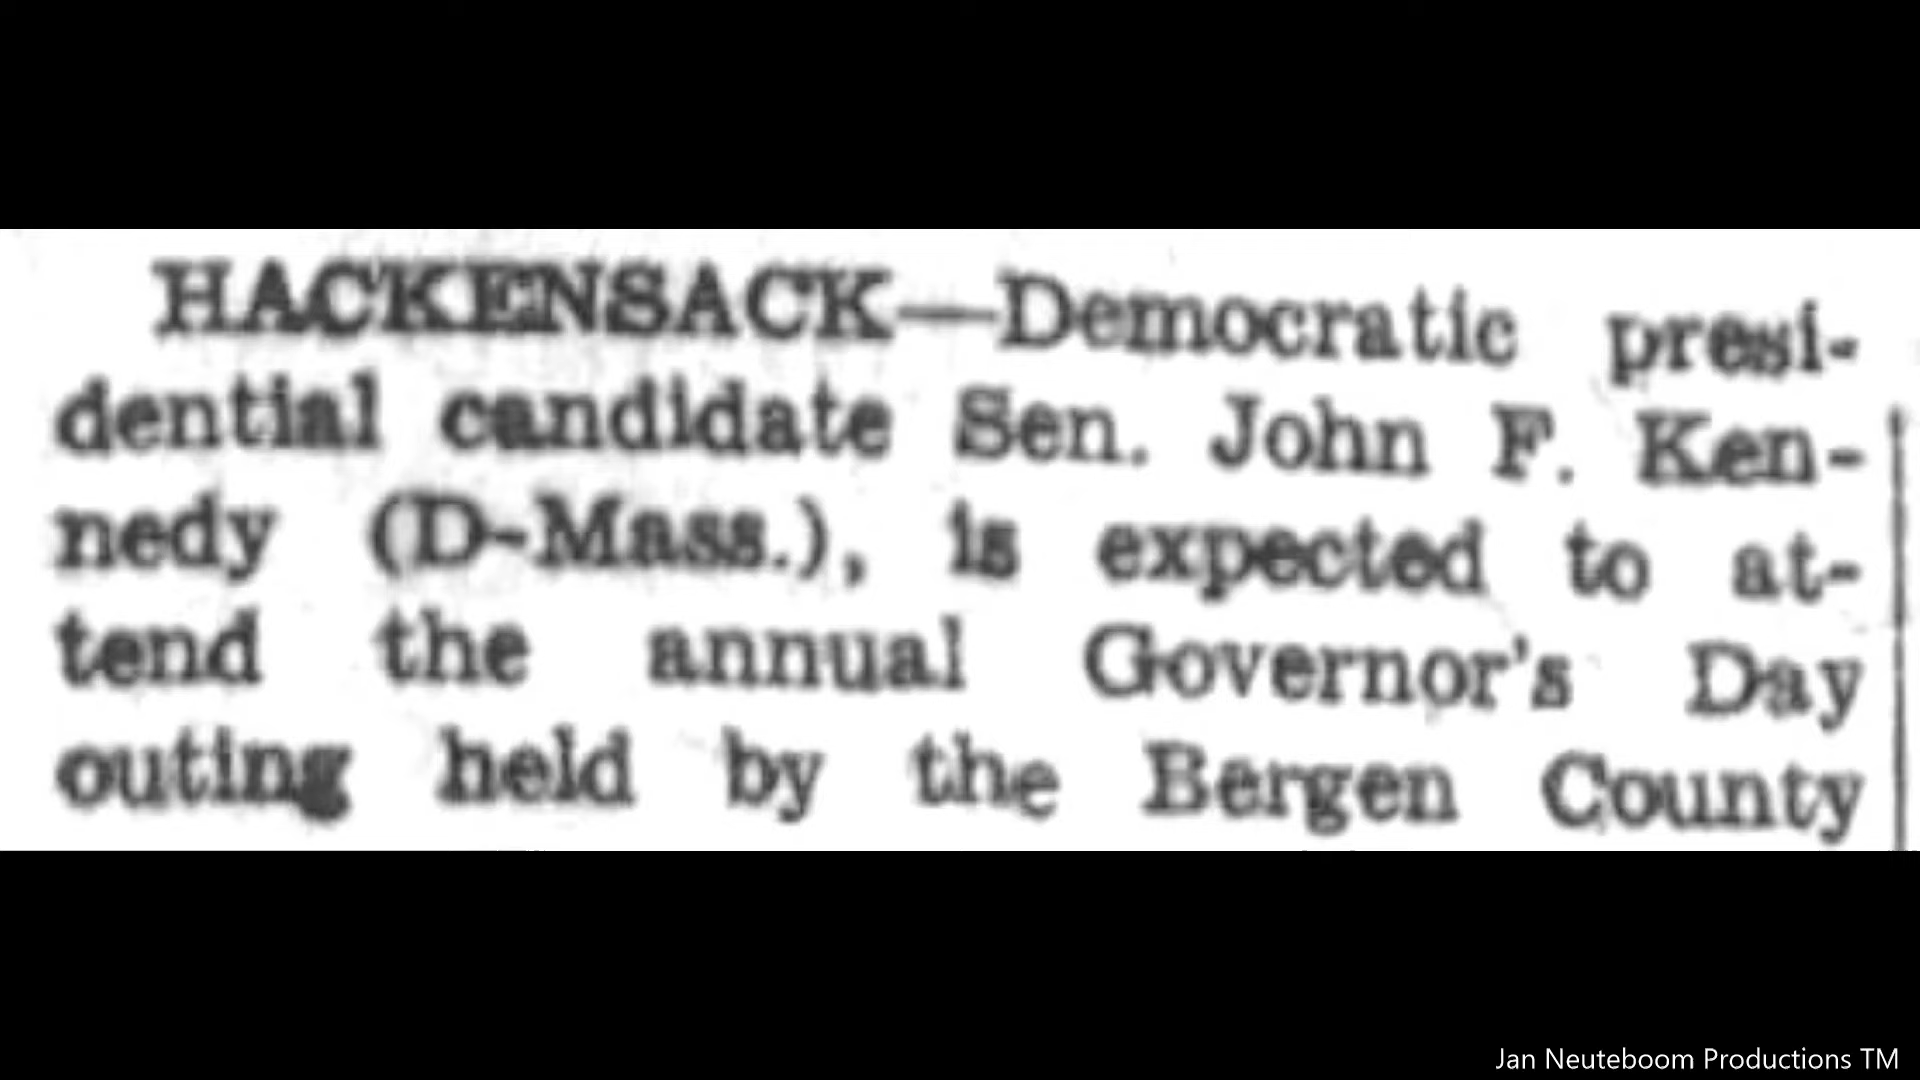 HACKENSACK—Democratic presi-
dential candidate Sen. John F. Ken-
nedy (D-Mass.), is expected to at-
tend the annual Governor's Day
outing held by the Bergen County
Jan Neuteboom Productions TM